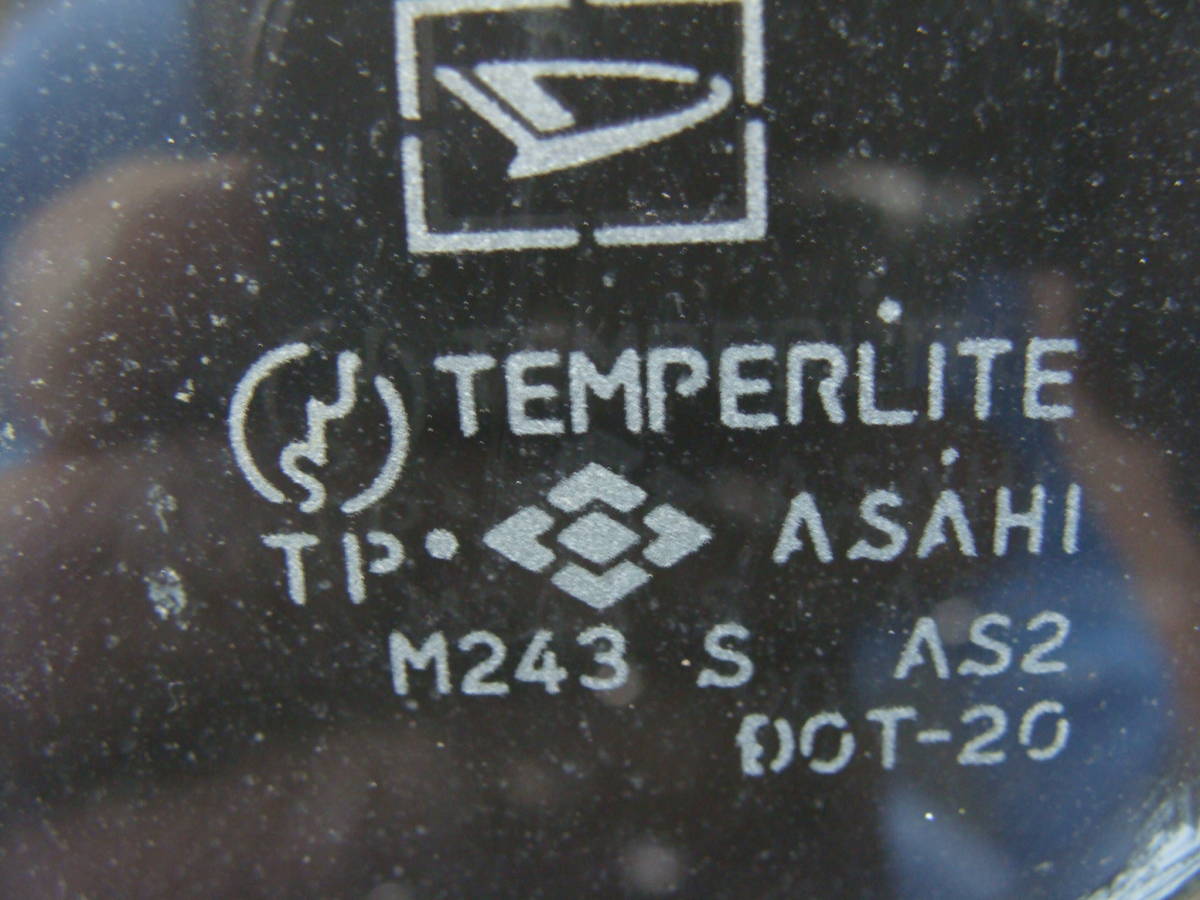 TEMPERLITE
TP ASAHI
M243 S AS2
DOT-20